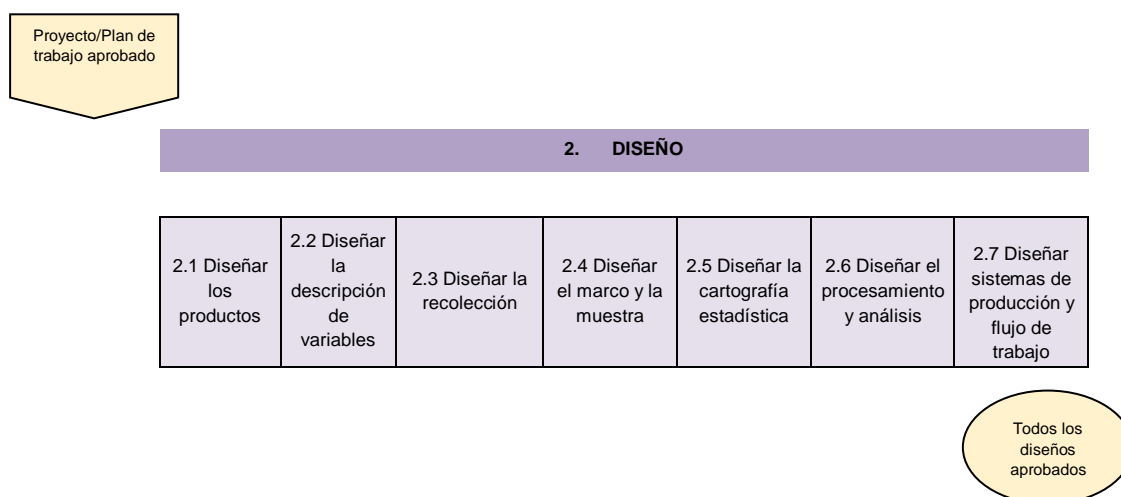 Proyecto/Plan de
trabajo aprobado
2. DISEÑO
2.1 Diseñar
los
productos
2.2 Diseñar
la
descripción
de
variables
2.3 Diseñar la
recolección
2.4 Diseñar
el marco y la
muestra
2.5 Diseñar la
cartografía
estadística
2.6 Diseñar el
procesamiento
y análisis
2.7 Diseñar
sistemas de
producción y
flujo de
trabajo
Todos los
diseños
aprobados